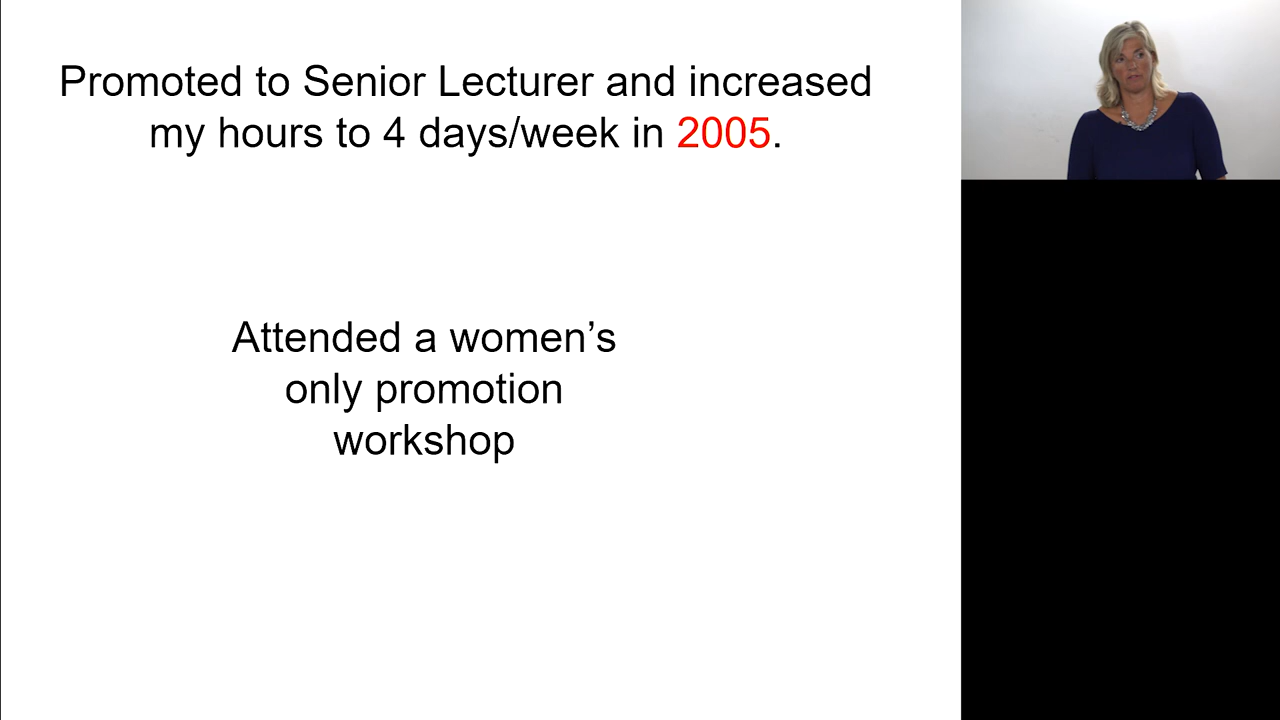 Promoted to Senior Lecturer and increased
my hours to 4 days/week in 2005.
Attended a women’s
only promotion
workshop